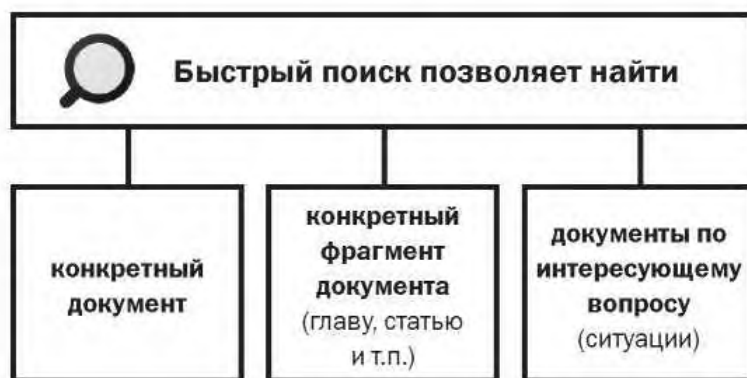 Быстрый поиск позволяет найти
конкретный
документ
конкретный
фрагмент
документа
(главу, статью
и т.п.)
документы по
интересующему
вопросу
(ситуации)